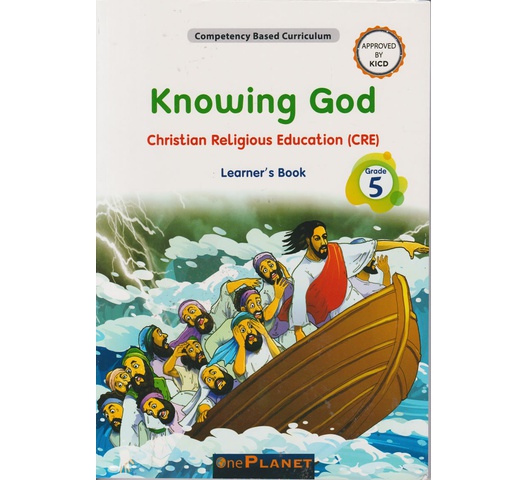 Competency Based Curriculum
APPROVED
BY
KICD
Knowing God
Christian Religious Education (CRE)
Learner's Book
Grade
5
OnePLANET